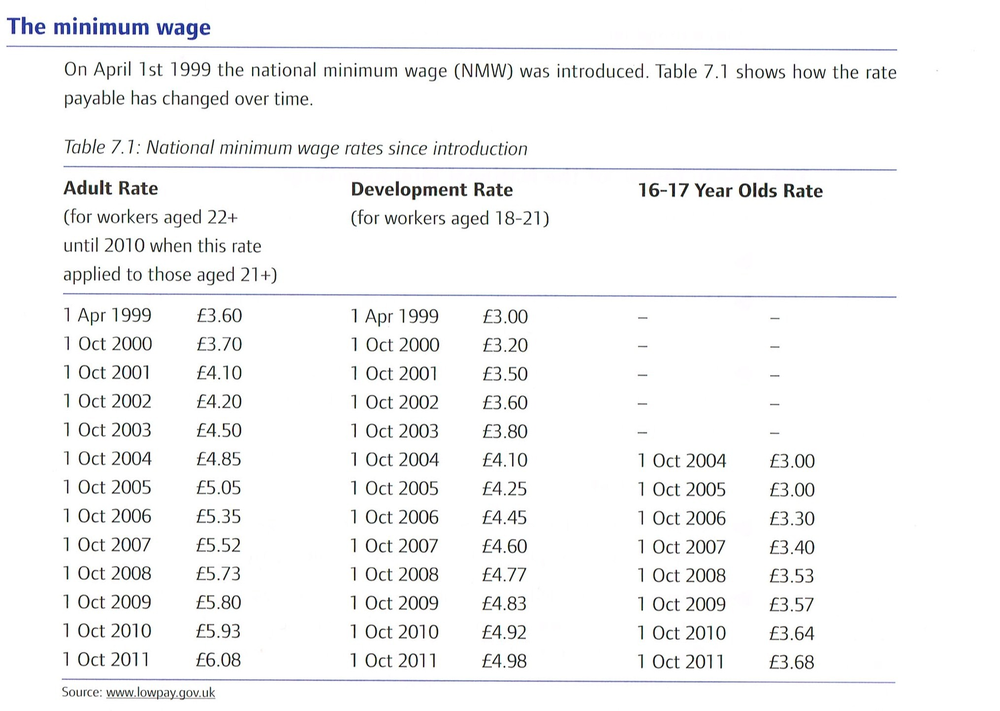 The minimum wage
On April 1st 1999 the national minimum wage (NMW) was introduced. Table 7.1 shows how the rate
payable has changed over time.
Table 7.1: National minimum wage rates since introduction
Adult Rate Development Rate 16-17 Year Olds Rate
(for workers aged 22+ (for workers aged 18-21)
until 2010 when this rate
applied to those aged 21+)
1 Apr 1999 £3.60 1 Apr 1999 £3.00 – –
1 Oct 2000 £3.70 1 Oct 2000 £3.20 – –
1 Oct 2001 £4.10 1 Oct 2001 £3.50 – –
1 Oct 2002 £4.20 1 Oct 2002 £3.60 – –
1 Oct 2003 £4.50 1 Oct 2003 £3.80 – –
1 Oct 2004 £4.85 1 Oct 2004 £4.10 1 Oct 2004 £3.00
1 Oct 2005 £5.05 1 Oct 2005 £4.25 1 Oct 2005 £3.00
1 Oct 2006 £5.35 1 Oct 2006 £4.45 1 Oct 2006 £3.30
1 Oct 2007 £5.52 1 Oct 2007 £4.60 1 Oct 2007 £3.40
1 Oct 2008 £5.73 1 Oct 2008 £4.77 1 Oct 2008 £3.53
1 Oct 2009 £5.80 1 Oct 2009 £4.83 1 Oct 2009 £3.57
1 Oct 2010 £5.93 1 Oct 2010 £4.92 1 Oct 2010 £3.64
1 Oct 2011 £6.08 1 Oct 2011 £4.98 1 Oct 2011 £3.68
Source: www.lowpay.gov.uk